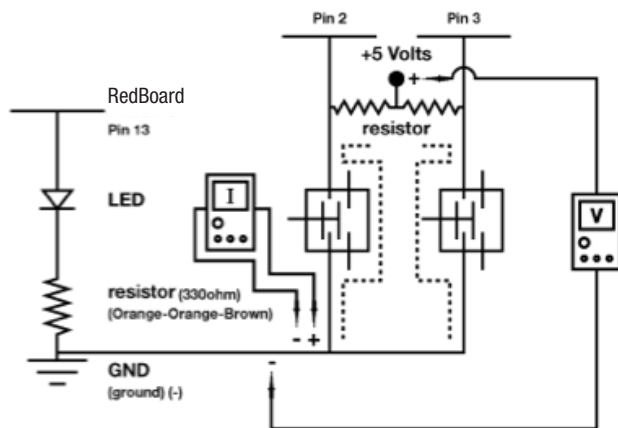 Pin 2
Pin 3
+5 Volts
+
RedBoard
Pin 13
resistor
LED
I
V
resistor (330ohm)
(Orange-Orange-Brown)
- +
GND
(ground) (-)
-